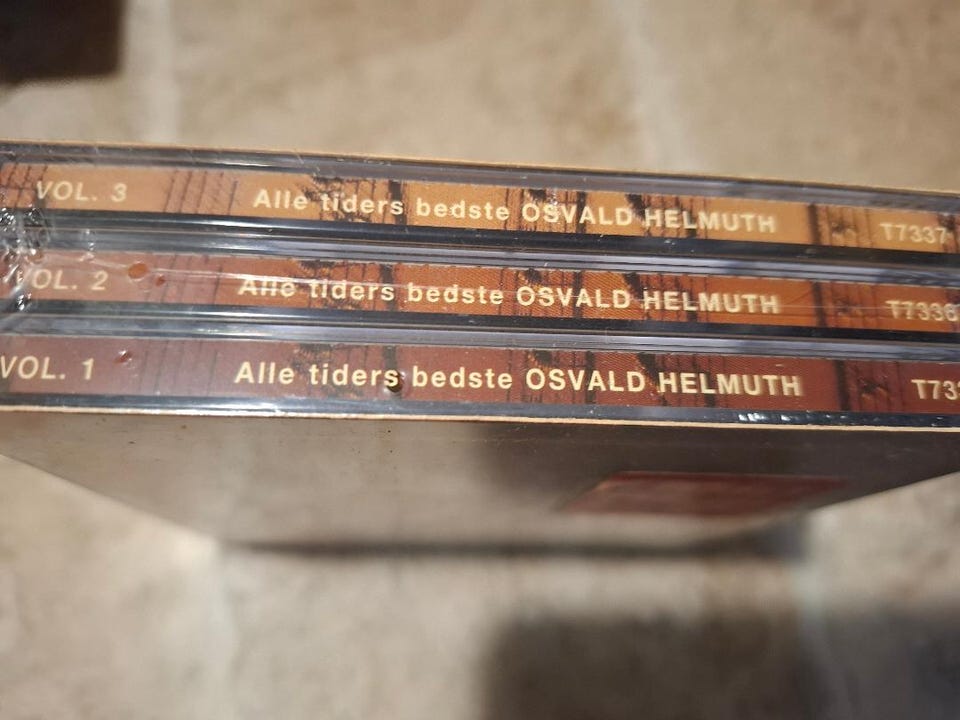 VOL. 3 Alle tiders bedste OSVALD HELMUTH T7337
VOL. 2 Alle tiders bedste OSVALD HELMUTH T7336
VOL. 1 Alle tiders bedste OSVALD HELMUTH